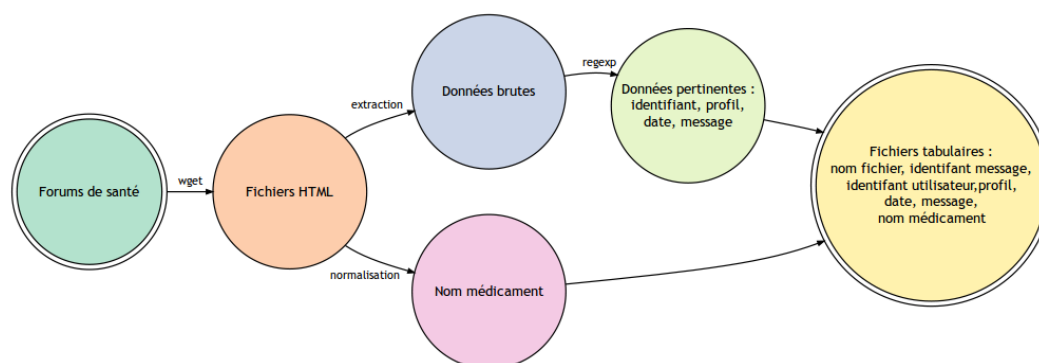 Forums de santé
wget
Fichiers HTML
extraction
normalisation
Données brutes
Nom médicament
regexp
Données pertinentes :
identifiant, profil,
date, message
Fichiers tabulaires :
nom fichier, identifant message,
identifant utilisateur,profil,
date, message,
nom médicament